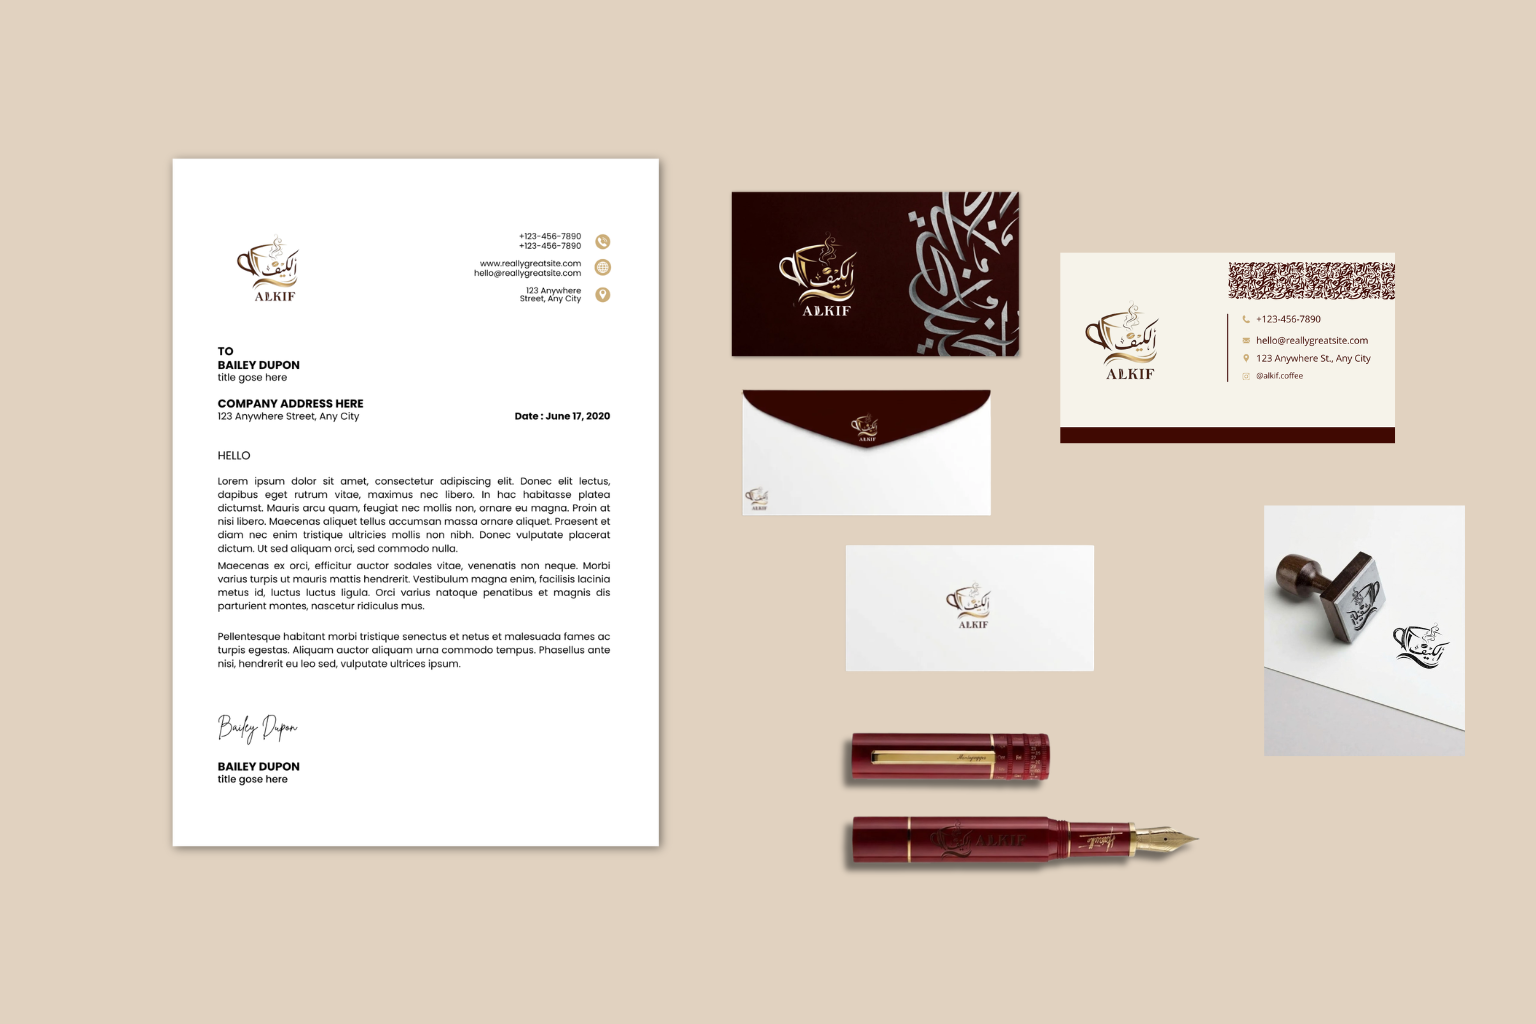 الكيف
ALKIF
+123-456-7890
+123-456-7890
www.reallygreatsite.com
hello@reallygreatsite.com
123 Anywhere
Street, Any City
TO
BAILEY DUPON
title gose here
COMPANY ADDRESS HERE
123 Anywhere Street, Any City
Date : June 17, 2020
HELLO
Lorem ipsum dolor sit amet, consectetur adipiscing elit. Donec elit lectus,
dapibus eget rutrum vitae, maximus nec libero. In hac habitasse platea
dictumst. Mauris arcu quam, feugiat nec mollis non, ornare eu magna. Proin at
nisi libero. Maecenas aliquet tellus accumsan massa ornare aliquet. Praesent et
diam nec enim tristique ultricies mollis non nibh. Donec vulputate placerat
dictum. Ut sed aliquam orci, sed commodo nulla.
Maecenas ex orci, efficitur auctor sodales vitae, venenatis non neque. Morbi
varius turpis ut mauris mattis hendrerit. Vestibulum magna enim, facilisis lacinia
metus id, luctus luctus ligula. Orci varius natoque penatibus et magnis dis
parturient montes, nascetur ridiculus mus.
Pellentesque habitant morbi tristique senectus et netus et malesuada fames ac
turpis egestas. Aliquam auctor aliquam urna commodo tempus. Phasellus ante
nisi, hendrerit eu leo sed, vulputate ultrices ipsum.
Bailey Dupon
BAILEY DUPON
title gose here
الكيف
ALKIF
الكيف
ALKIF
+123-456-7890
hello@reallygreatsite.com
123 Anywhere St., Any City
@alkif.coffee
الكيف
ALKIF
الكيف
ALKIF
الكيف
ALKIF